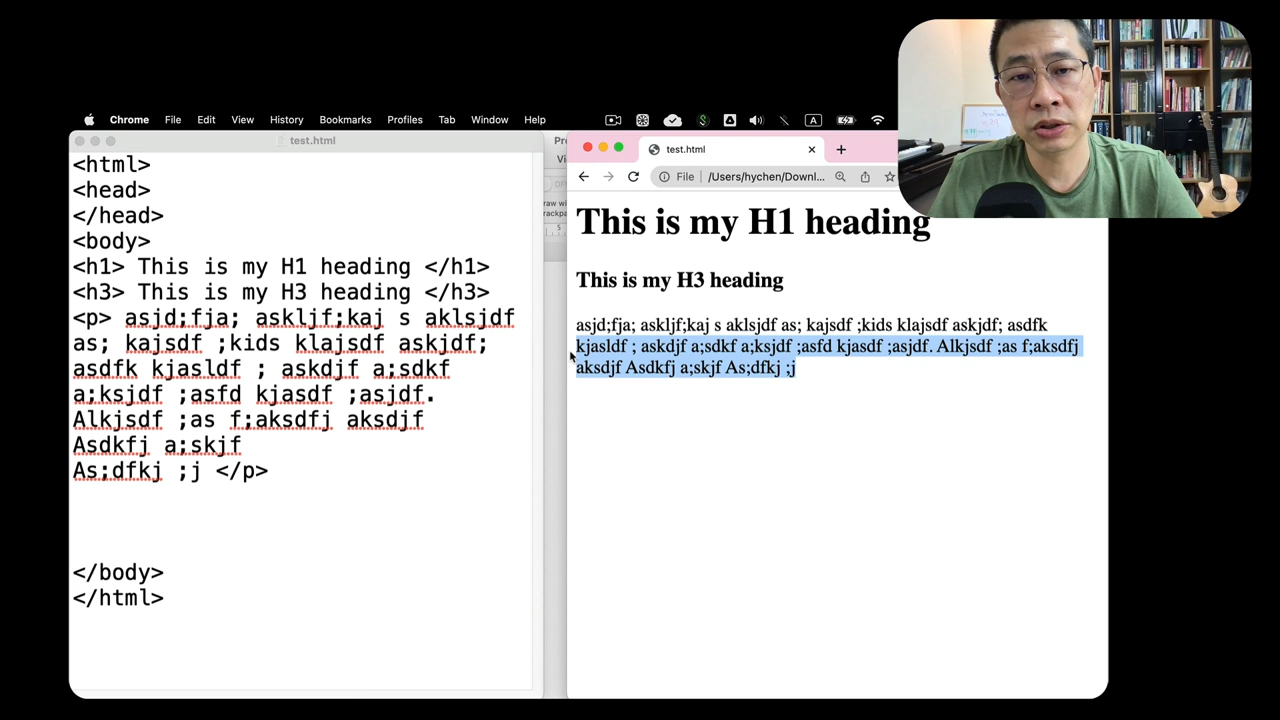 Chrome File Edit View History Bookmarks Profiles Tab Window Help
test.html
<html>
<head>
</head>
<body>
<h1> This is my H1 heading </h1>
<h3> This is my H3 heading </h3>
<p> asjd;fja; askljf;kaj s aklsjdf
as; kajsdf ;kids klajsdf askjdf;
asdfk kjasldf ; askdjf a;sdkf
a;ksjdf ;asfd kjasdf ;asjdf.
Alkjsdf ;as f;aksdfj aksdjf
Asdkfj a;skjf
As;dfkj ;j </p>
</body>
</html>
test.html
File /Users/hychen/Downl...
This is my H1 heading
This is my H3 heading
asjd;fja; askljf;kaj s aklsjdf as; kajsdf ;kids klajsdf askjdf; asdfk
kjasldf ; askdjf a;sdkf a;ksjdf ;asfd kjasdf ;asjdf. Alkjsdf ;as f;aksdfj
aksdjf Asdkfj a;skjf As;dfkj ;j